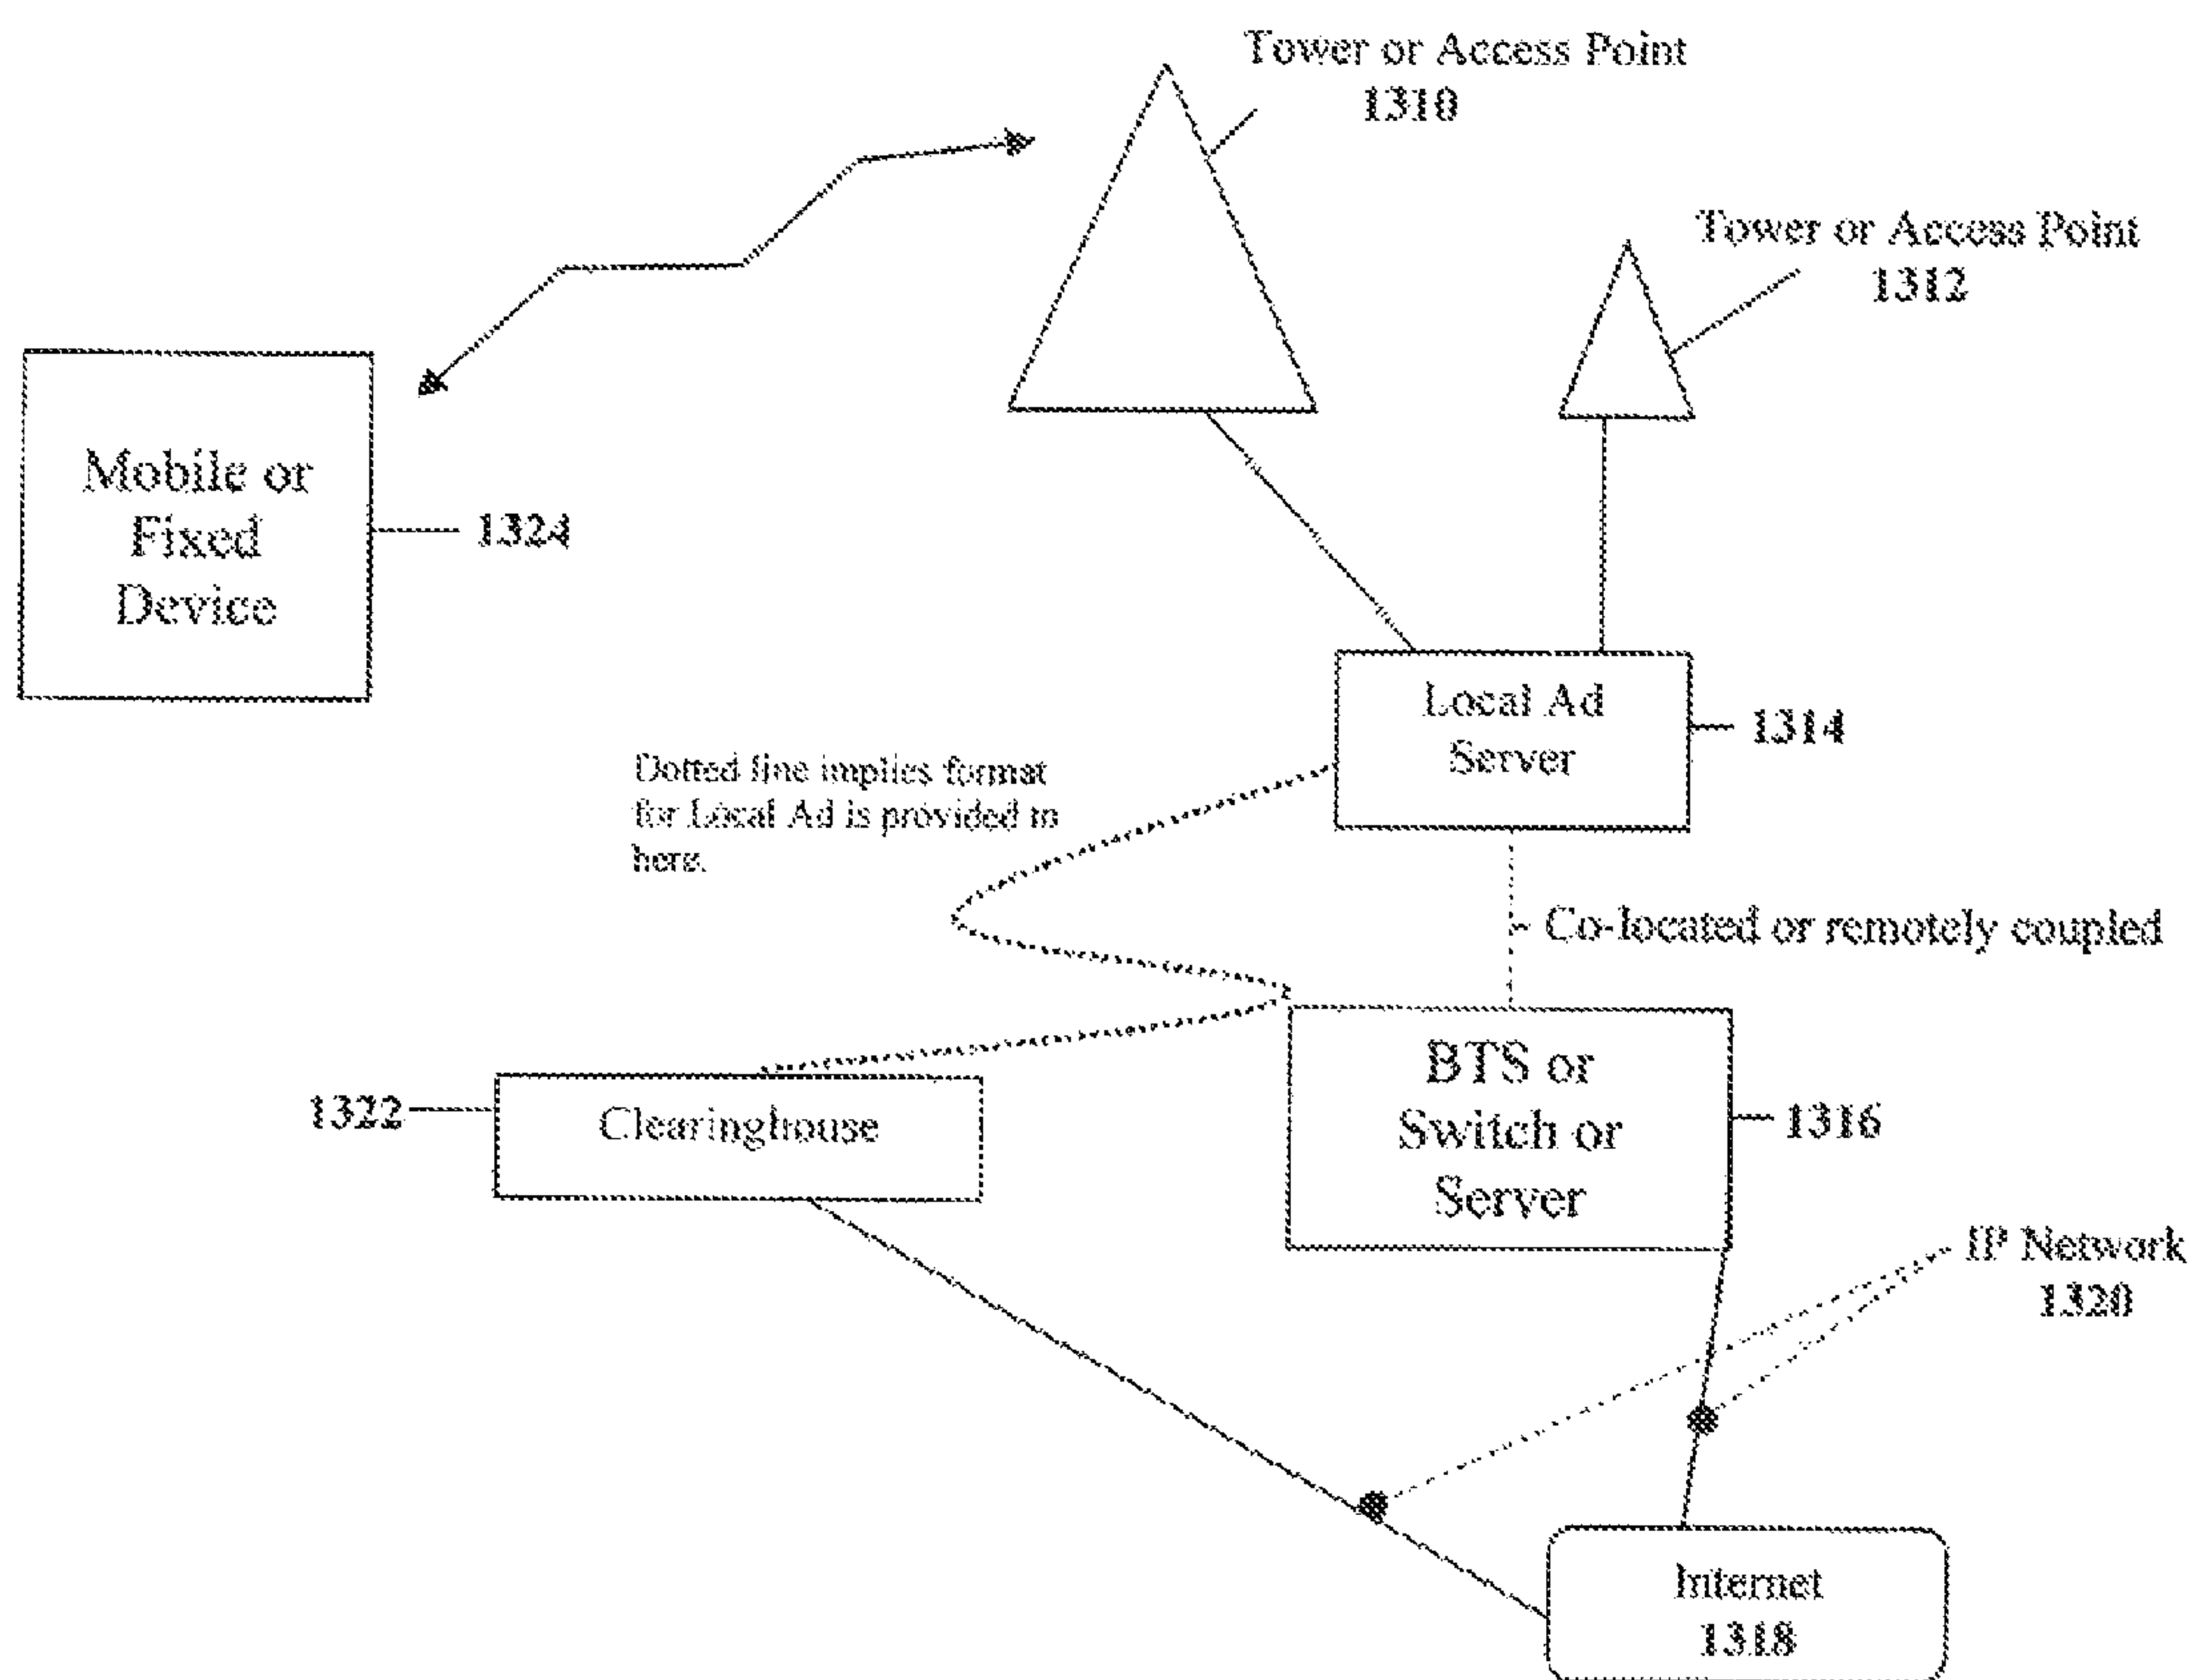 Tower or Access Point
1310
Tower or Access Point
1312
Mobile or
Fixed
Device
1324
Local Ad
Server
1314
Dotted line implies format
for Local Ad is provided in
here.
Co-located or remotely coupled
BTS or
Switch or
Server
1316
1322
Clearinghouse
IP Network
1320
Internet
1318